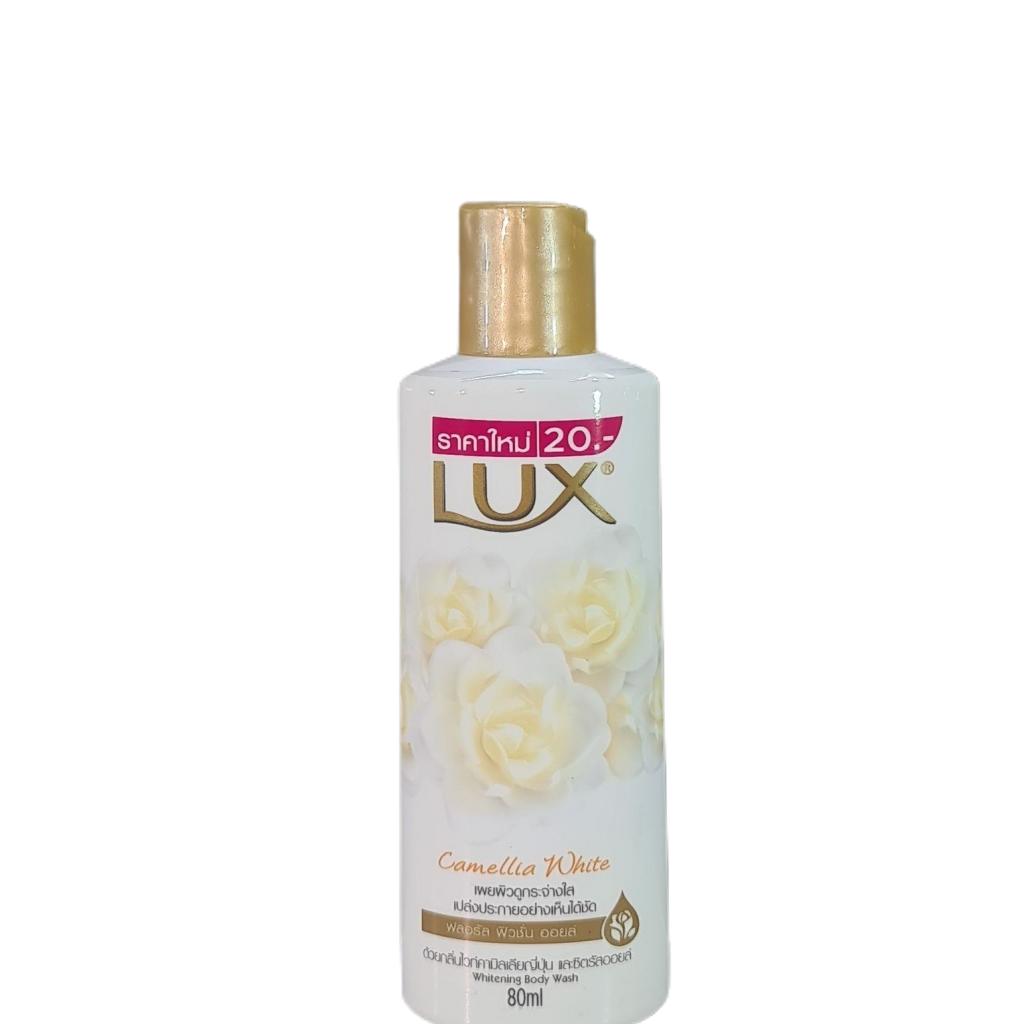 ราคาใหม่ 20.-
LUX®
Camellia White
เผยผิวดูกระจ่างใส
เปล่งประกายอย่างเห็นได้ชัด
ฟลอรัล ฟิวชั่น ออยล์
ด้วยกลิ่นไวท์คามิลเลียญี่ปุ่น และซิตรัสออยล์
Whitening Body Wash
80ml